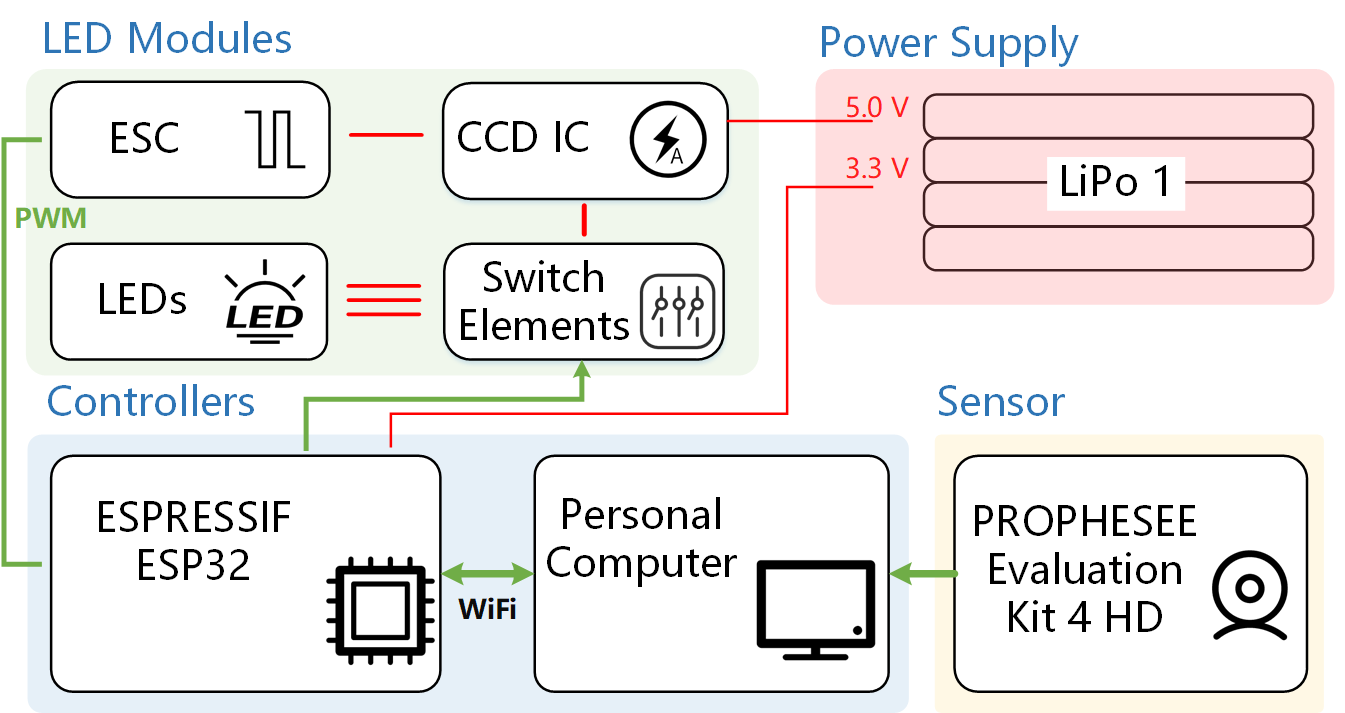 LED Modules
Power Supply
ESC
CCD IC
A
5.0 V
3.3 V
LiPo 1
PWM
LEDs
LED
Switch
Elements
Controllers
Sensor
ESPRESSIF
ESP32
WiFi
Personal
Computer
PROPHESEE
Evaluation
Kit 4 HD